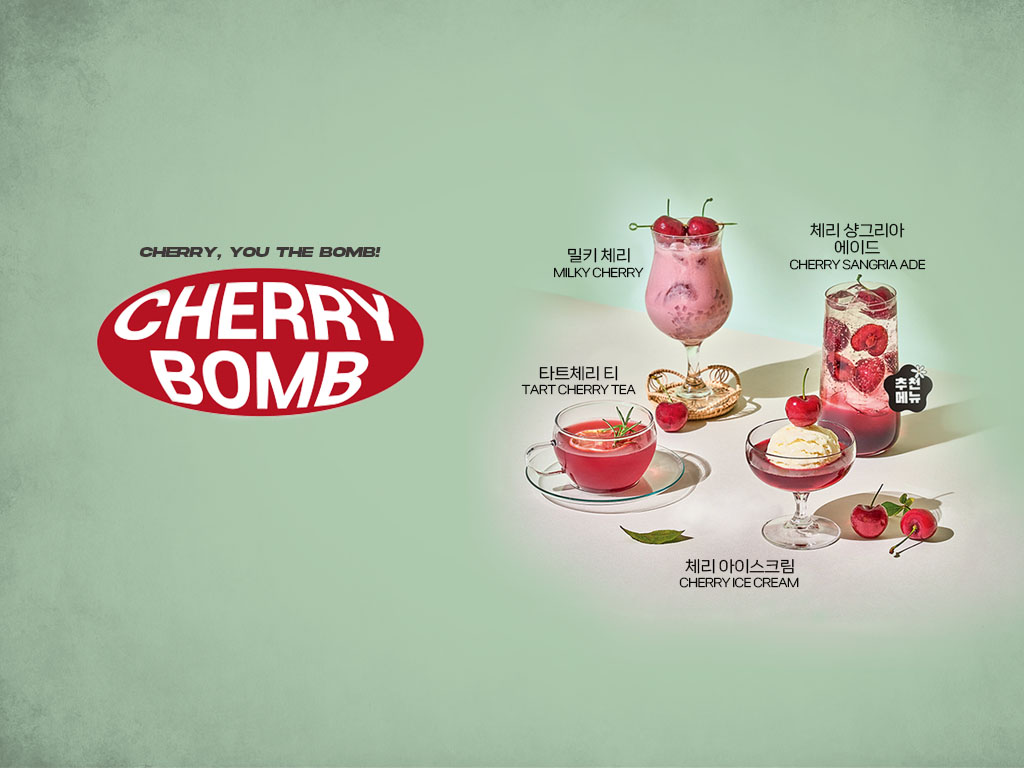 CHERRY, YOU THE BOMB!
CHERRY
BOMB
밀키 체리
MILKY CHERRY
체리 샹그리아
에이드
CHERRY SANGRIA ADE
타트체리 티
TART CHERRY TEA
추천
메뉴
체리 아이스크림
CHERRY ICE CREAM